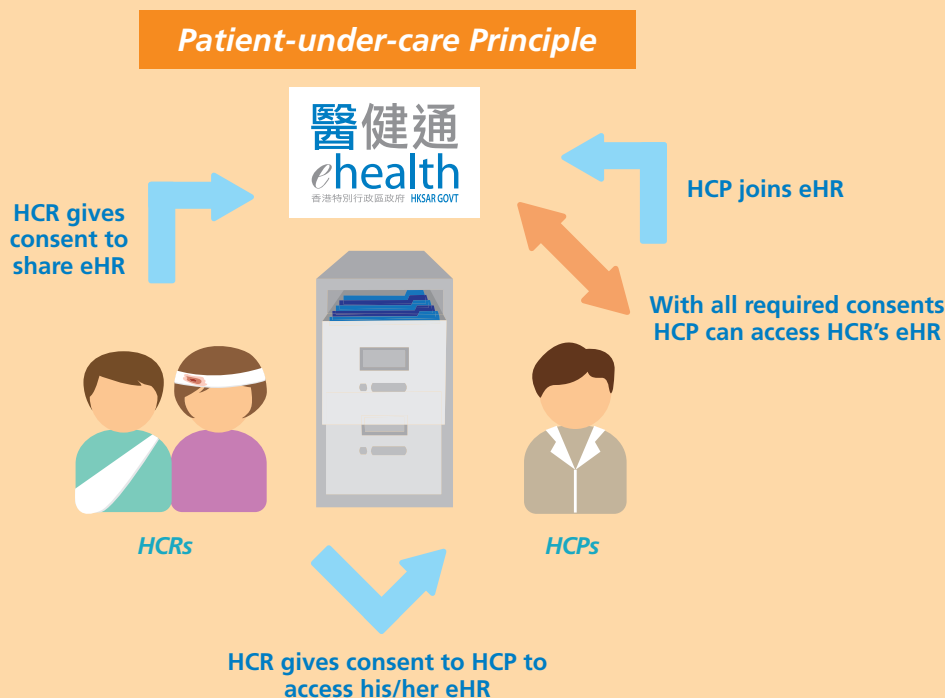 Patient-under-care Principle
醫健通
ehealth
香港特別行政區政府 HKSAR GOVT
HCR gives
consent to
share eHR
HCP joins eHR
With all required consents
HCP can access HCR's eHR
HCRs
HCPs
HCR gives consent to HCP to
access his/her eHR